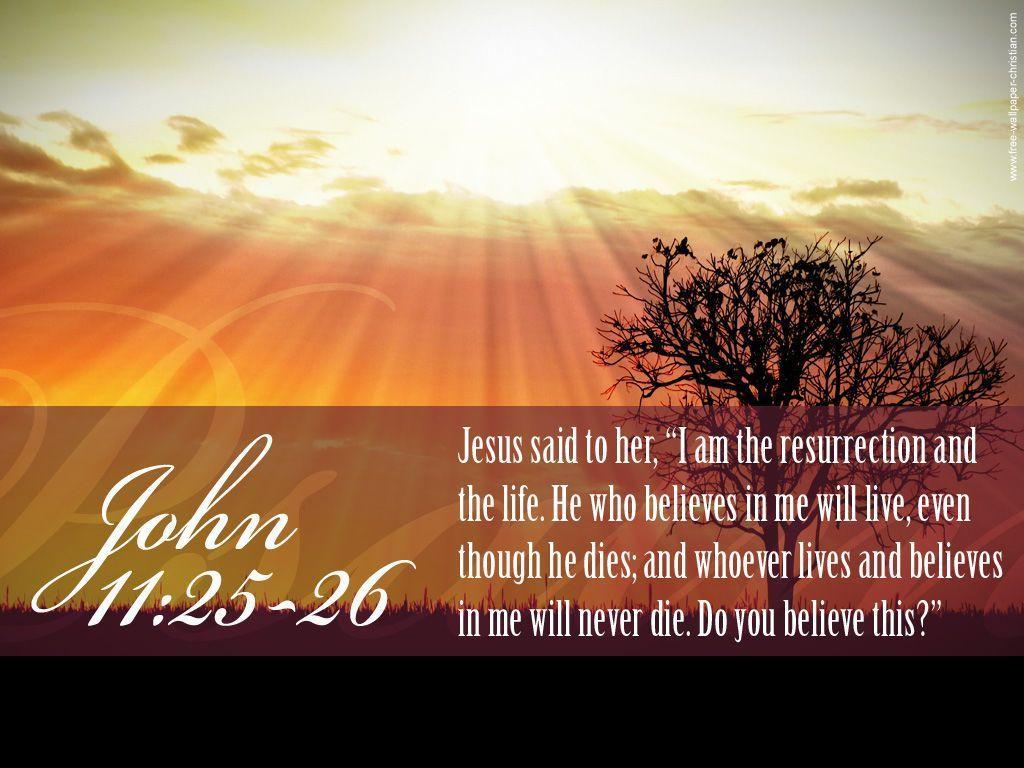 www.free-wallpaper-christian.com
John
11:25-26
Jesus said to her, “I am the resurrection and
the life. He who believes in me will live, even
though he dies; and whoever lives and believes
in me will never die. Do you believe this?”